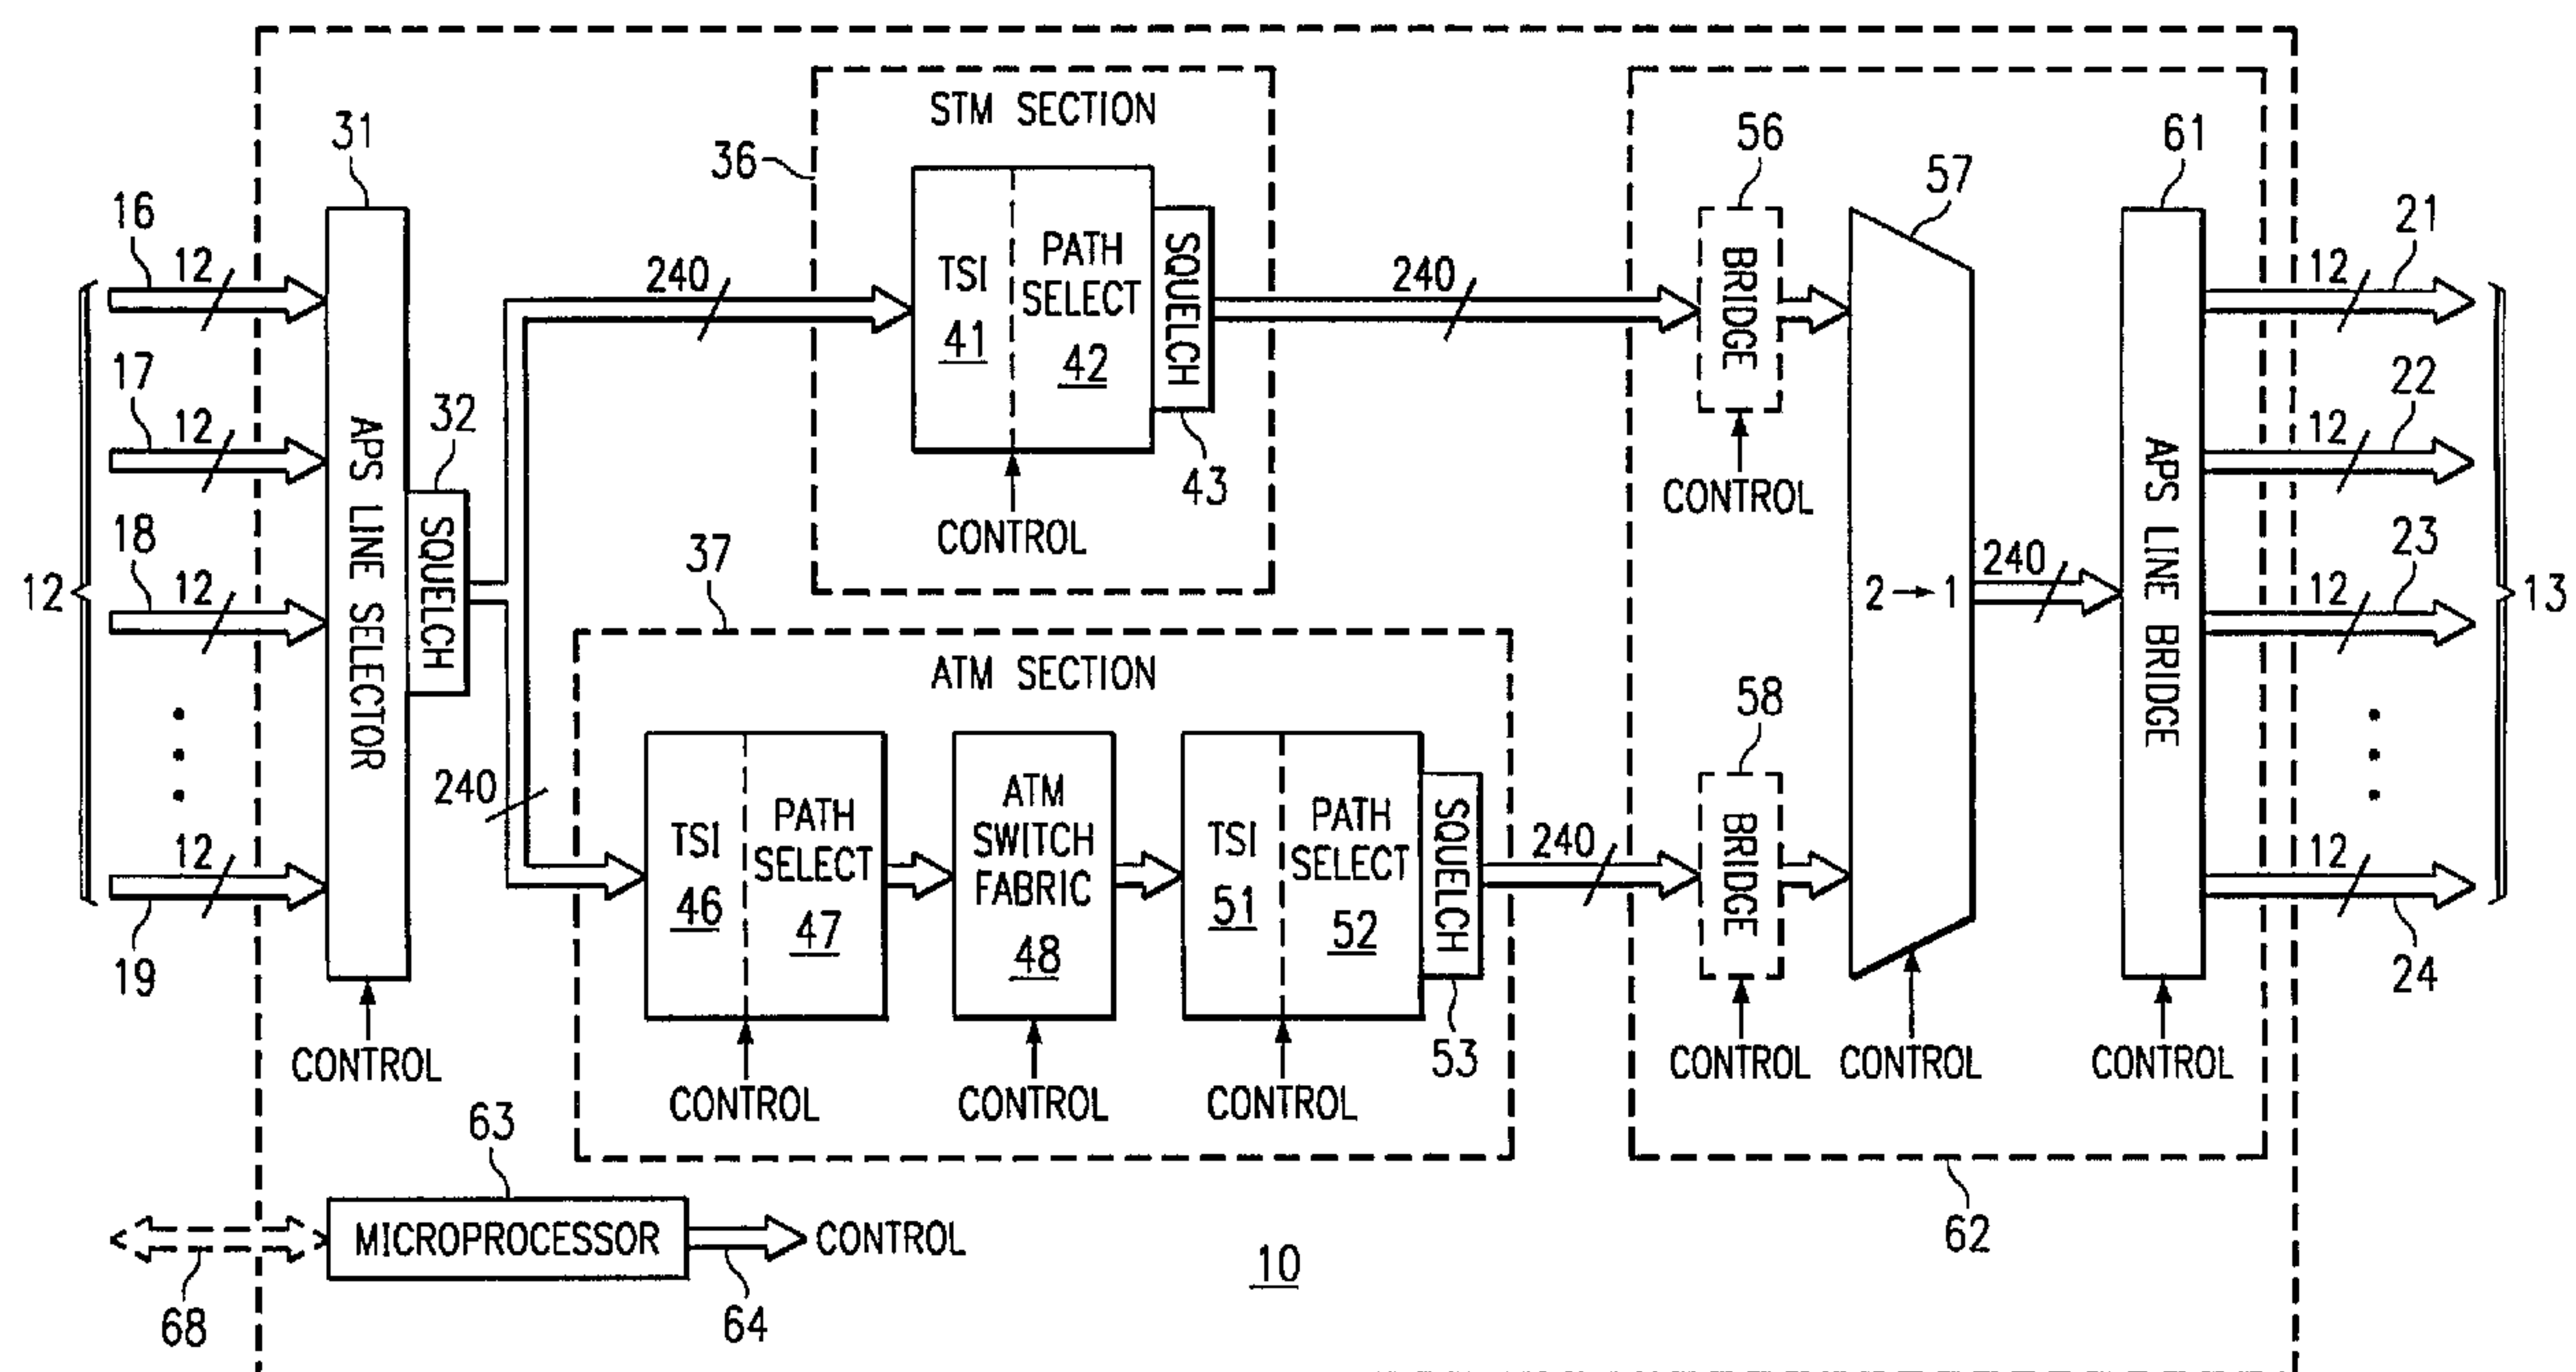 STM SECTION
36
31
56
57
61
16
12
17
12
18
12
12
12
19
APS LINE SELECTOR
32
SQUELCH
CONTROL
240
TSI
41
PATH
SELECT
42
SQUELCH
43
CONTROL
240
BRIDGE
CONTROL
2→1
240
APS LINE BRIDGE
21
12
22
12
23
12
13
12
24
37
ATM SECTION
240
TSI
46
PATH
SELECT
47
CONTROL
ATM
SWITCH
FABRIC
48
CONTROL
TSI
51
PATH
SELECT
52
CONTROL
SQUELCH
53
240
58
BRIDGE
CONTROL
CONTROL
CONTROL
62
63
MICROPROCESSOR
CONTROL
68
64
10